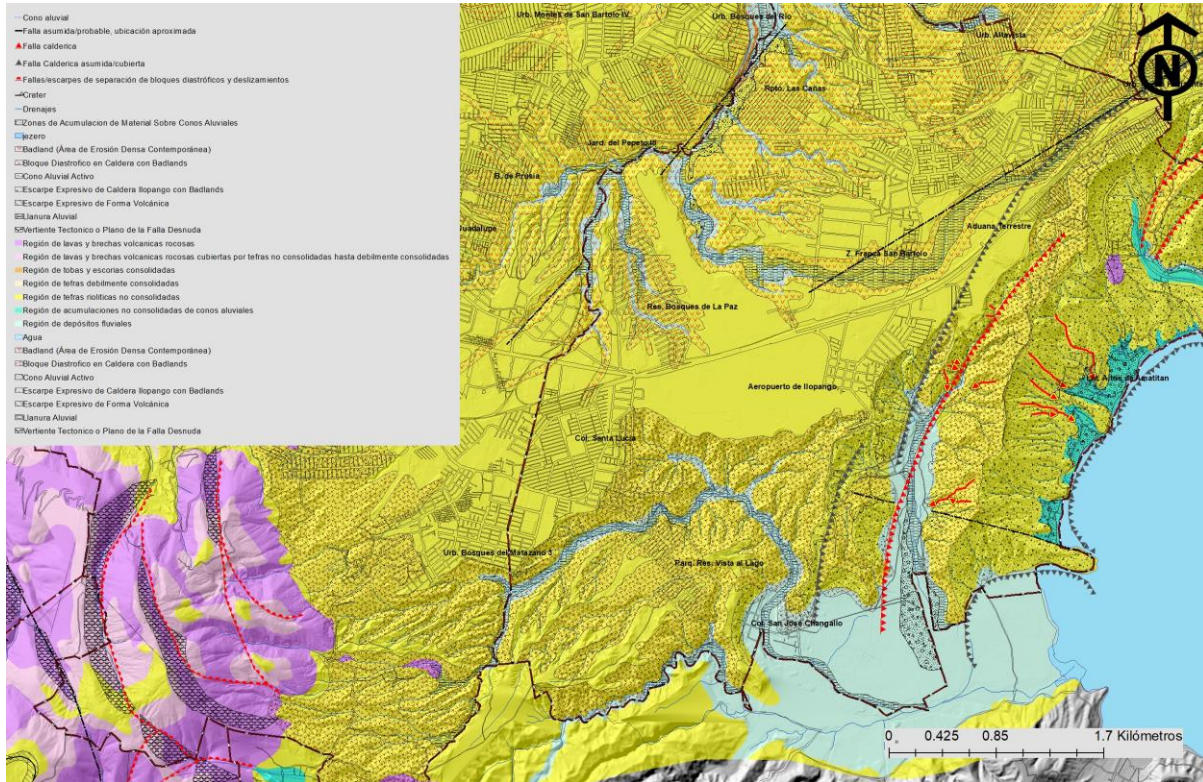 Cono aluvial
Falla asumida/probable, ubicación aproximada
Falla calderica
Falla Calderica asumida/cubierta
Fallas/escarpes de separación de bloques diastróficos y deslizamientos
Crater
Drenajes
Zonas de Acumulacion de Material Sobre Conos Aluviales
jezero
Badland (Área de Erosión Densa Contemporánea)
Bloque Diastrofico en Caldera con Badlands
Cono Aluvial Activo
Escarpe Expresivo de Caldera Ilopango con Badlands
Escarpe Expresivo de Forma Volcánica
Llanura Aluvial
Vertiente Tectonico o Plano de la Falla Desnuda
Región de lavas y brechas volcanicas rocosas
Región de lavas y brechas volcanicas rocosas cubiertas por tefras no consolidadas hasta debilmente consolidadas
Región de tobas y escorias consolidadas
Región de tefras debilmente consolidadas
Región de tefras rioliticas no consolidadas
Región de acumulaciones no consolidadas de conos aluviales
Región de depósitos fluviales
Agua
Badland (Área de Erosión Densa Contemporánea)
Bloque Diastrofico en Caldera con Badlands
Cono Aluvial Activo
Escarpe Expresivo de Caldera Ilopango con Badlands
Escarpe Expresivo de Forma Volcánica
Llanura Aluvial
Vertiente Tectonico o Plano de la Falla Desnuda
Urb. Montes de San Bartolo IV
Urb. Bosques del Río
Urb. Altavista
N
Rpto. Las Cañas
Jard. del Pepeto III
B. de Prusia
Guadalupe
Aduana Terrestre
Z. Franca San Bartolo
Res. Bosques de La Paz
Aeropuerto de Ilopango
Altos de Apatitan
Col. Santa Lucia
Urb. Bosques del Matazano 3
Parq. Res. Vista al Lago
Col. San José Changallo
0 0.425 0.85 1.7 Kilómetros